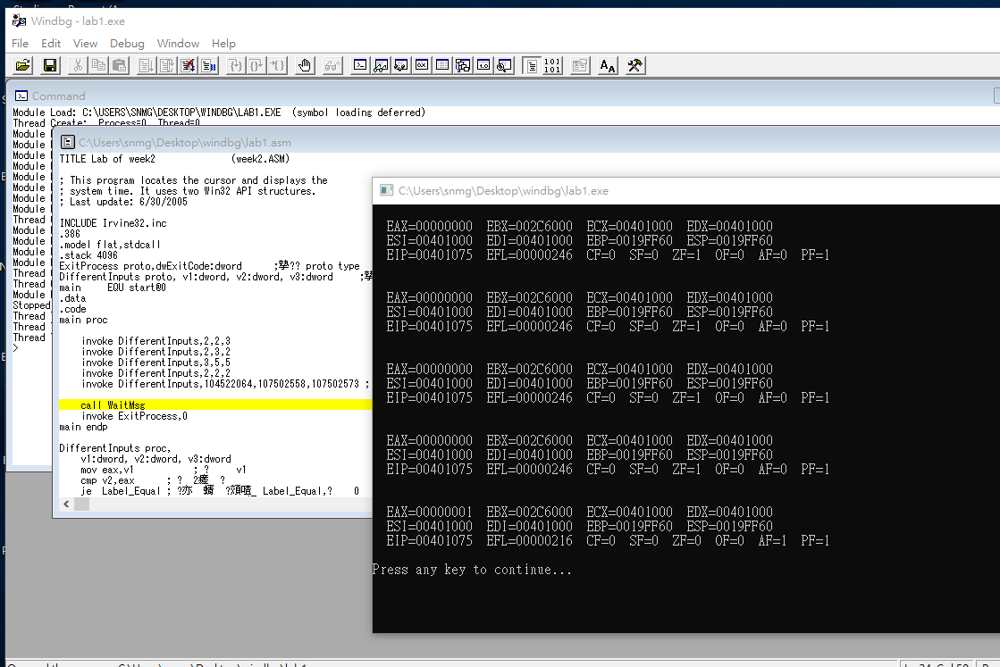 Windbg - lab1.exe
File Edit View Debug Window Help
Command
Module Load: C:\USERS\SNMG\DESKTOP\WINDBG\LAB1.EXE (symbol loading deferred)
Thread Create: Process=0, Thread=0
Module
Module
Module
Module
Module
Module
Module
Module
Thread
Module
Module
Module
Module
Thread
Thread
Module
Stopped
Thread
Thread
Thread
>
C:\Users\snmg\Desktop\windbg\lab1.asm
TITLE Lab of week2 (week2.ASM)
; This program locates the cursor and displays the
; system time. It uses two Win32 API structures.
; Last update: 6/30/2005
INCLUDE Irvine32.inc
.386
.model flat,stdcall
.stack 4096
ExitProcess proto,dwExitCode:dword ;摰?? proto type
DifferentInputs proto, v1:dword, v2:dword, v3:dword ;摰
main EQU start@0
.data
.code
main proc
invoke DifferentInputs,2,2,3
invoke DifferentInputs,2,3,2
invoke DifferentInputs,3,5,5
invoke DifferentInputs,2,2,2
invoke DifferentInputs,104522064,107502558,107502573 ;
call WaitMsg
invoke ExitProcess,0
main endp
DifferentInputs proc,
v1:dword, v2:dword, v3:dword
mov eax,v1 ; ? v1
cmp v2,eax ; ? 2 ?
je Label_Equal ; ? Label_Equal,? 0
C:\Users\snmg\Desktop\windbg\lab1.exe
EAX=00000000 EBX=002C6000 ECX=00401000 EDX=00401000
ESI=00401000 EDI=00401000 EBP=0019FF60 ESP=0019FF60
EIP=00401075 EFL=00000246 CF=0 SF=0 ZF=1 OF=0 AF=0 PF=1
EAX=00000000 EBX=002C6000 ECX=00401000 EDX=00401000
ESI=00401000 EDI=00401000 EBP=0019FF60 ESP=0019FF60
EIP=00401075 EFL=00000246 CF=0 SF=0 ZF=1 OF=0 AF=0 PF=1
EAX=00000000 EBX=002C6000 ECX=00401000 EDX=00401000
ESI=00401000 EDI=00401000 EBP=0019FF60 ESP=0019FF60
EIP=00401075 EFL=00000246 CF=0 SF=0 ZF=1 OF=0 AF=0 PF=1
EAX=00000000 EBX=002C6000 ECX=00401000 EDX=00401000
ESI=00401000 EDI=00401000 EBP=0019FF60 ESP=0019FF60
EIP=00401075 EFL=00000246 CF=0 SF=0 ZF=1 OF=0 AF=0 PF=1
EAX=00000001 EBX=002C6000 ECX=00401000 EDX=00401000
ESI=00401000 EDI=00401000 EBP=0019FF60 ESP=0019FF60
EIP=00401075 EFL=00000216 CF=0 SF=0 ZF=0 OF=0 AF=1 PF=1
Press any key to continue...